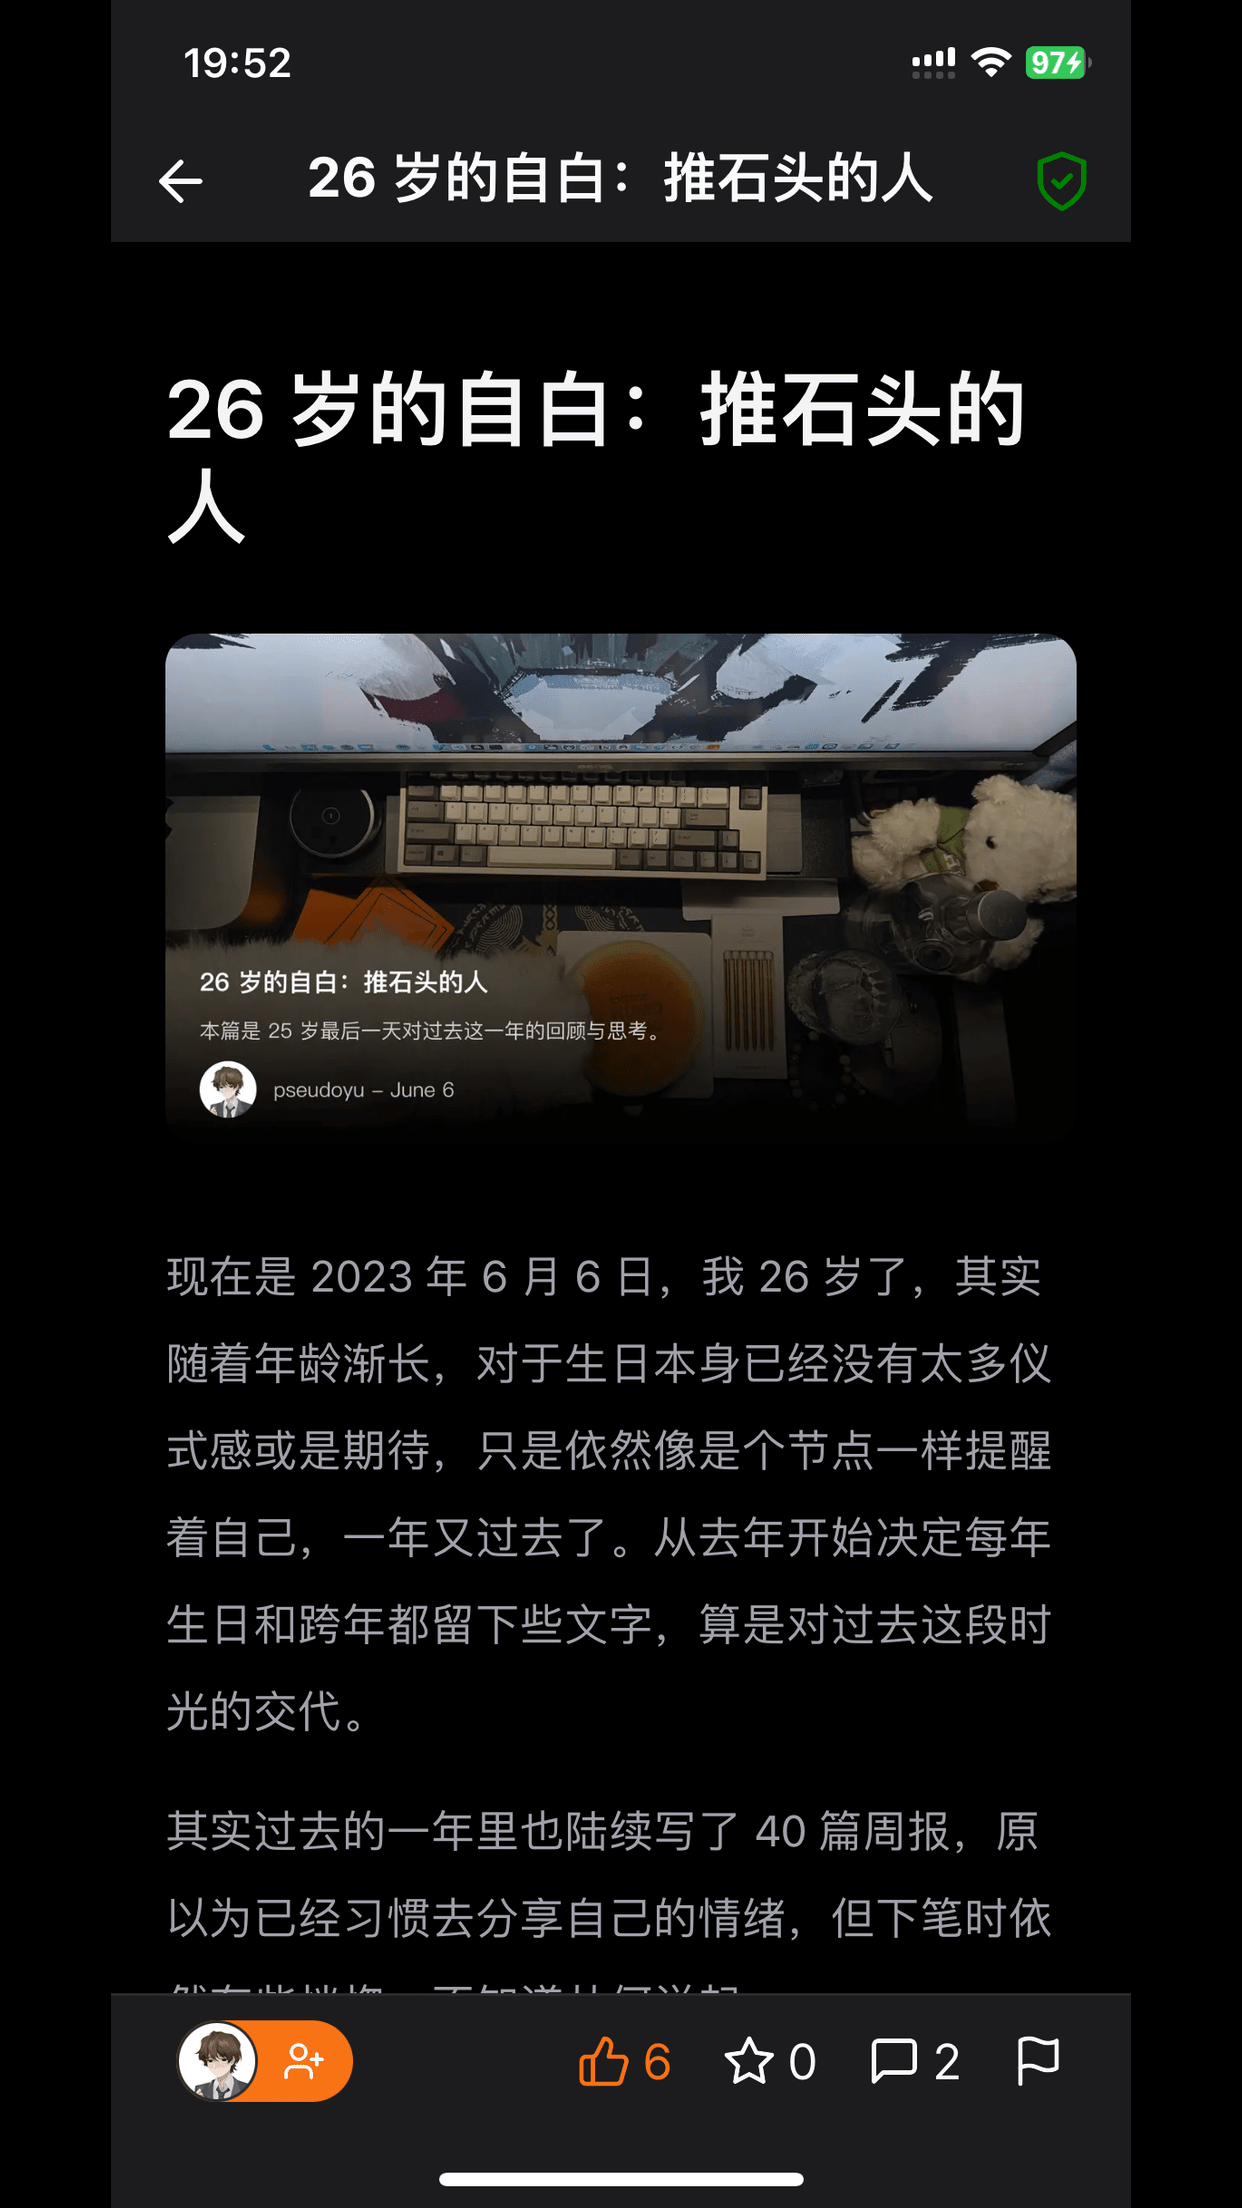 19:52
97
26 岁的自白：推石头的人
26 岁的自白：推石头的
人
26 岁的自白：推石头的人
本篇是 25 岁最后一天对过去这一年的回顾与思考。
pseudoyu – June 6
现在是 2023 年 6 月 6 日，我 26 岁了，其实
随着年龄渐长，对于生日本身已经没有太多仪
式感或是期待，只是依然像是个节点一样提醒
着自己，一年又过去了。从去年开始决定每年
生日和跨年都留下些文字，算是对过去这段时
光的交代。
其实过去的一年里也陆续写了 40 篇周报，原
以为已经习惯去分享自己的情绪，但下笔时依
6
0
2